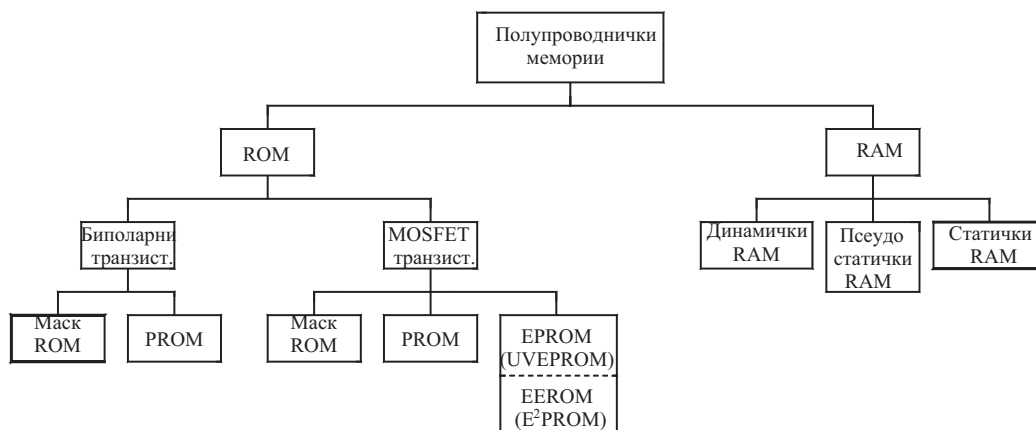 Полупроводнички
мемории
ROM
RAM
Биполарни
транзист.
MOSFET
транзист.
Динамички
RAM
Псеудо
статички
RAM
Статички
RAM
Маск
ROM
PROM
Маск
ROM
PROM
EPROM
(UVEPROM)
EEROM
(E²PROM)